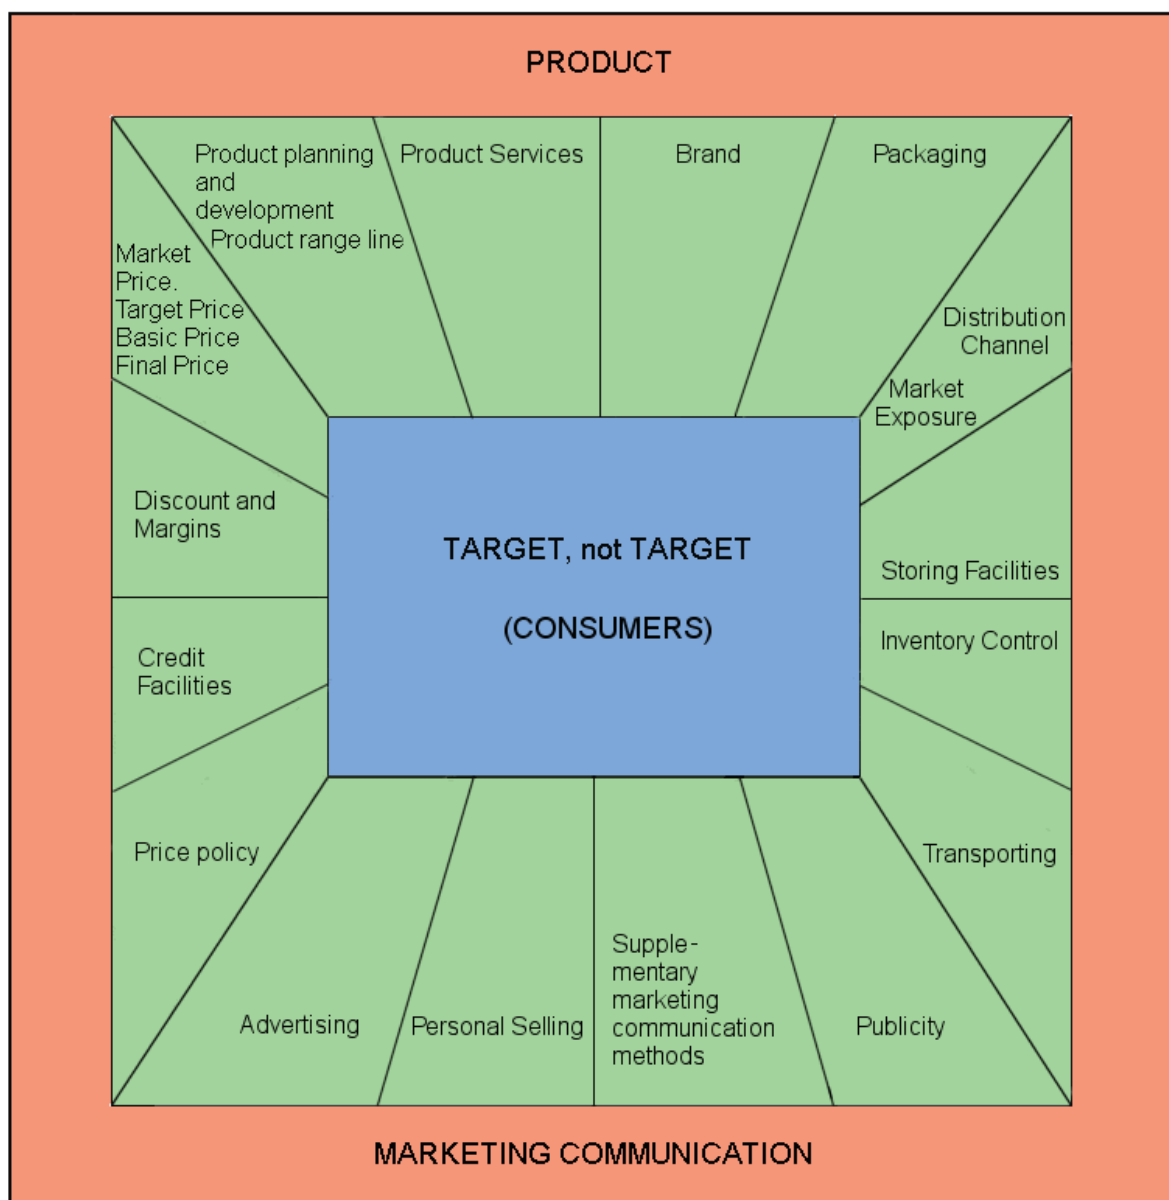 PRODUCT
Product planning
and
development
Product range line
Product Services
Brand
Packaging
Market
Price.
Target Price
Basic Price
Final Price
Distribution
Channel
Market
Exposure
Discount and
Margins
TARGET, not TARGET
(CONSUMERS)
Storing Facilities
Credit
Facilities
Inventory Control
Price policy
Transporting
Advertising
Personal Selling
Supple-
mentary
marketing
communication
methods
Publicity
MARKETING COMMUNICATION